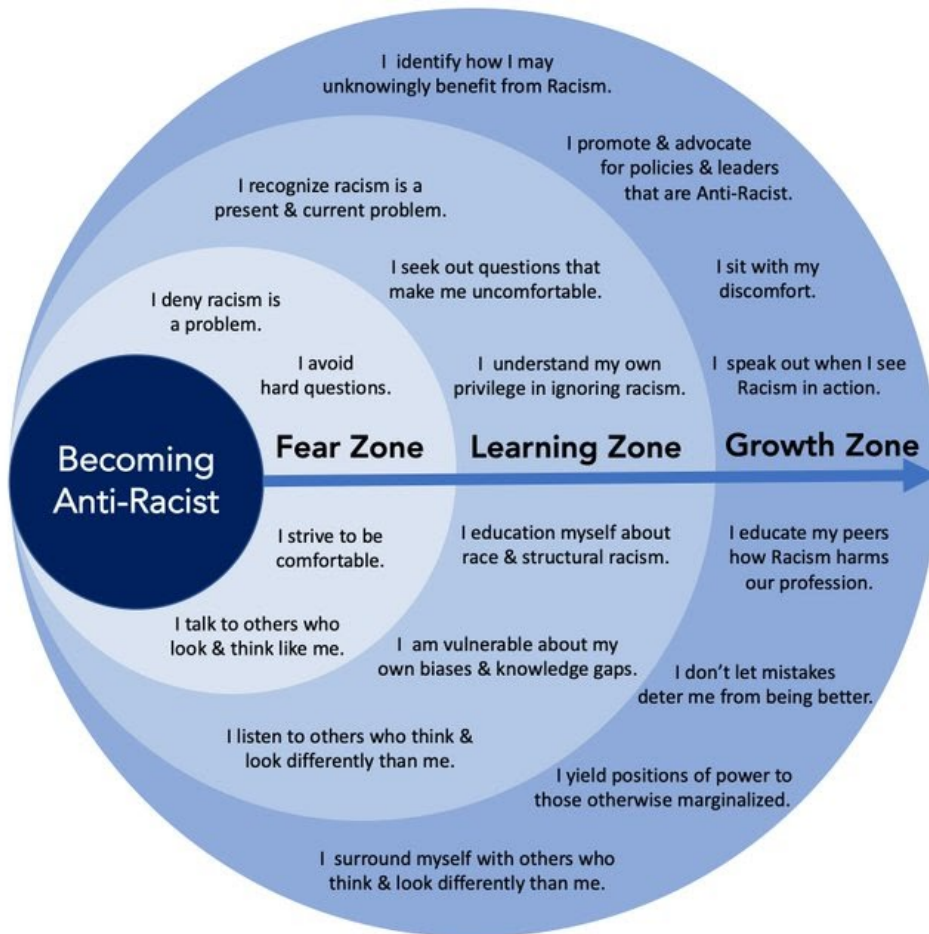 I identify how I may
unknowingly benefit from Racism.
I promote & advocate
for policies & leaders
that are Anti-Racist.
I recognize racism is a
present & current problem.
I seek out questions that
make me uncomfortable.
I sit with my
discomfort.
I deny racism is
a problem.
I avoid
hard questions.
I understand my own
privilege in ignoring racism.
I speak out when I see
Racism in action.
Becoming
Anti-Racist
Fear Zone
Learning Zone
Growth Zone
I strive to be
comfortable.
I education myself about
race & structural racism.
I educate my peers
how Racism harms
our profession.
I talk to others who
look & think like me.
I am vulnerable about my
own biases & knowledge gaps.
I don't let mistakes
deter me from being better.
I listen to others who think &
look differently than me.
I yield positions of power to
those otherwise marginalized.
I surround myself with others who
think & look differently than me.